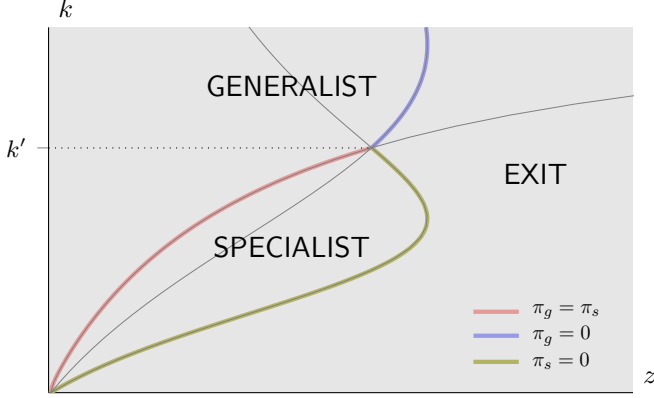 k
GENERALIST
k′
EXIT
SPECIALIST
π_g = π_s
π_g = 0
π_s = 0
z